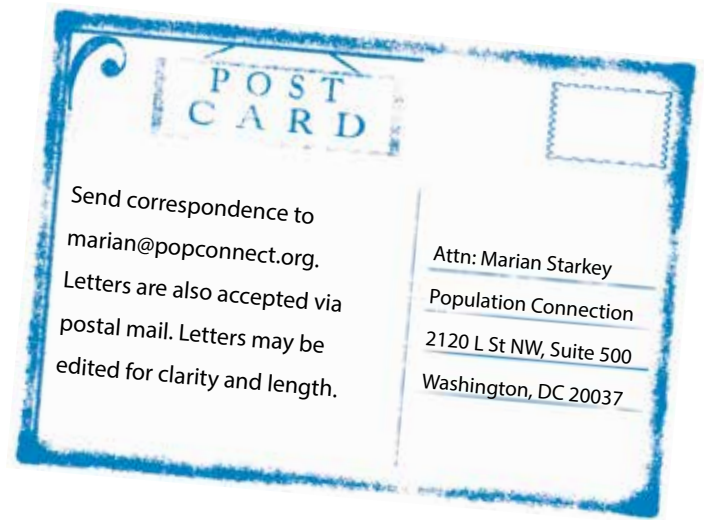 POST
CARD
Send correspondence to
marian@popconnect.org.
Letters are also accepted via
postal mail. Letters may be
edited for clarity and length.
Attn: Marian Starkey
Population Connection
2120 L St NW, Suite 500
Washington, DC 20037